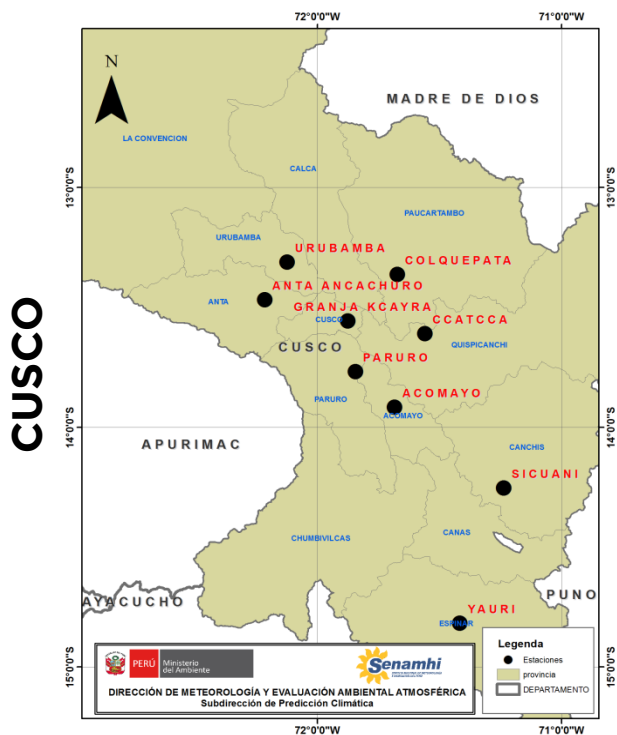 72°0'0"W
71°0'0"W
N
MADRE DE DIOS
LA CONVENCION
CALCA
13°0'0"S
13°0'0"S
PAUCARTAMBO
URUBAMBA
URUBAMBA
COLQUEPATA
ANTA ANCACHURO
ANTA
GRANJA KCAYRA
CUSCO
CCATCCA
CUSCO
QUISPICANCHI
CUSCO
PARURO
PARURO
ACOMAYO
ACOMAYO
14°0'0"S
14°0'0"S
APURIMAC
CANCHIS
SICUANI
CHUMBIVILCAS
CANAS
AYACUCHO
PUNO
YAURI
ESPINAR
Legenda
Estaciones
provincia
DEPARTAMENTO
PERÚ
Ministerio
del Ambiente
Senamhi
DIRECCIÓN DE METEOROLOGÍA Y EVALUACIÓN AMBIENTAL ATMOSFÉRICA
Subdirección de Predicción Climática
15°0'0"S
15°0'0"S
72°0'0"W
71°0'0"W